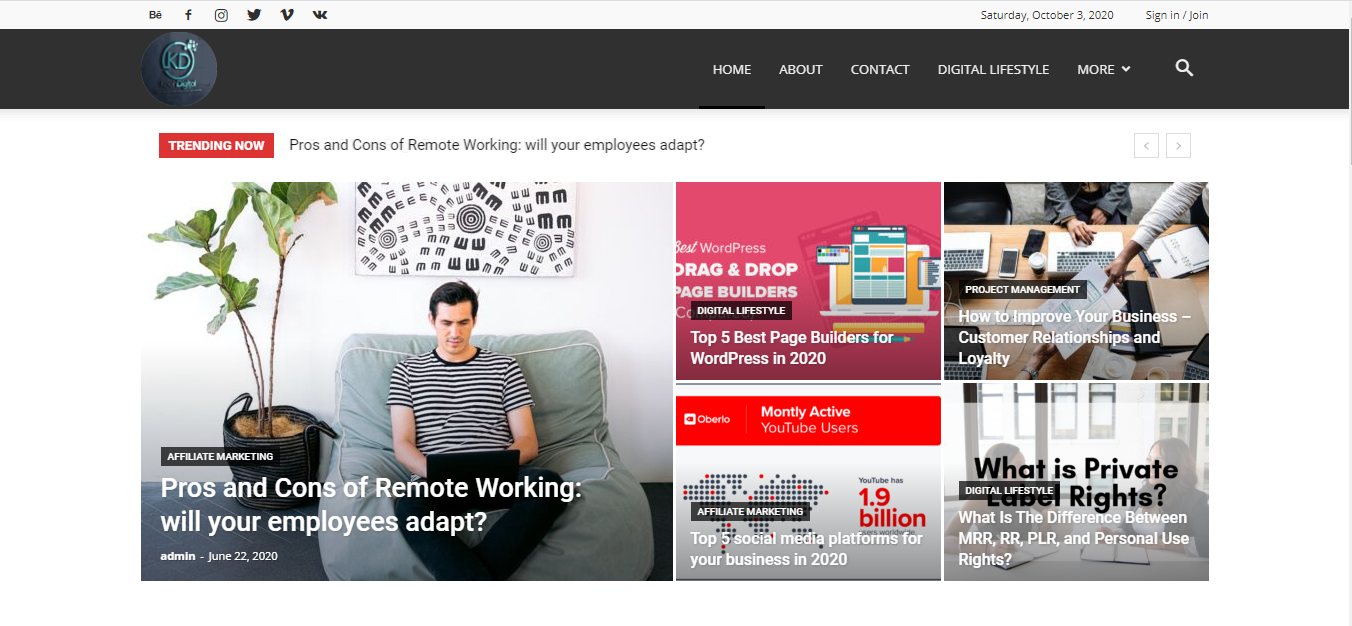 Bē
Saturday, October 3, 2020
Sign in / Join
KD
Digital
HOME
ABOUT
CONTACT
DIGITAL LIFESTYLE
MORE
TRENDING NOW
Pros and Cons of Remote Working: will your employees adapt?
AFFILIATE MARKETING
Pros and Cons of Remote Working:
will your employees adapt?
admin - June 22, 2020
Best WordPress
DRAG & DROP
PAGE BUILDERS
DIGITAL LIFESTYLE
Top 5 Best Page Builders for
WordPress in 2020
PROJECT MANAGEMENT
How to Improve Your Business –
Customer Relationships and
Loyalty
Oberlo
Montly Active
YouTube Users
YouTube has
1.9
billion
AFFILIATE MARKETING
Top 5 social media platforms for
your business in 2020
What is Private
Label Rights?
DIGITAL LIFESTYLE
What Is The Difference Between
MRR, RR, PLR, and Personal Use
Rights?